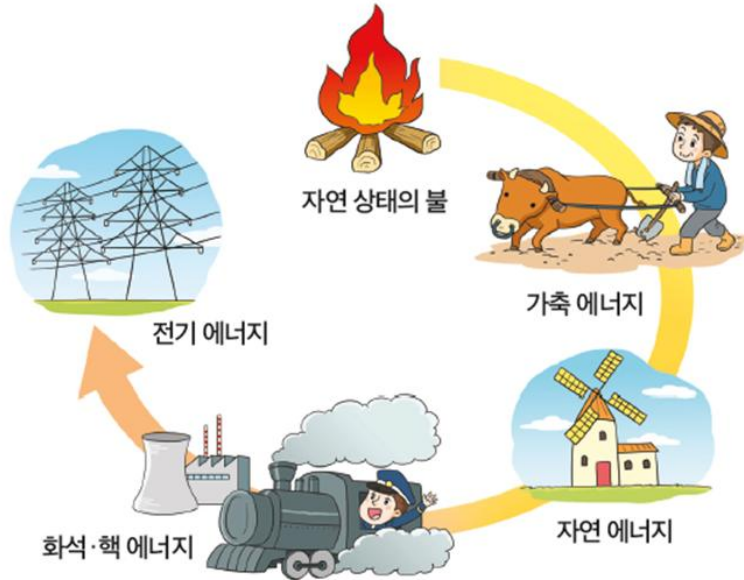 자연 상태의 불
가축 에너지
자연 에너지
화석·핵 에너지
전기 에너지